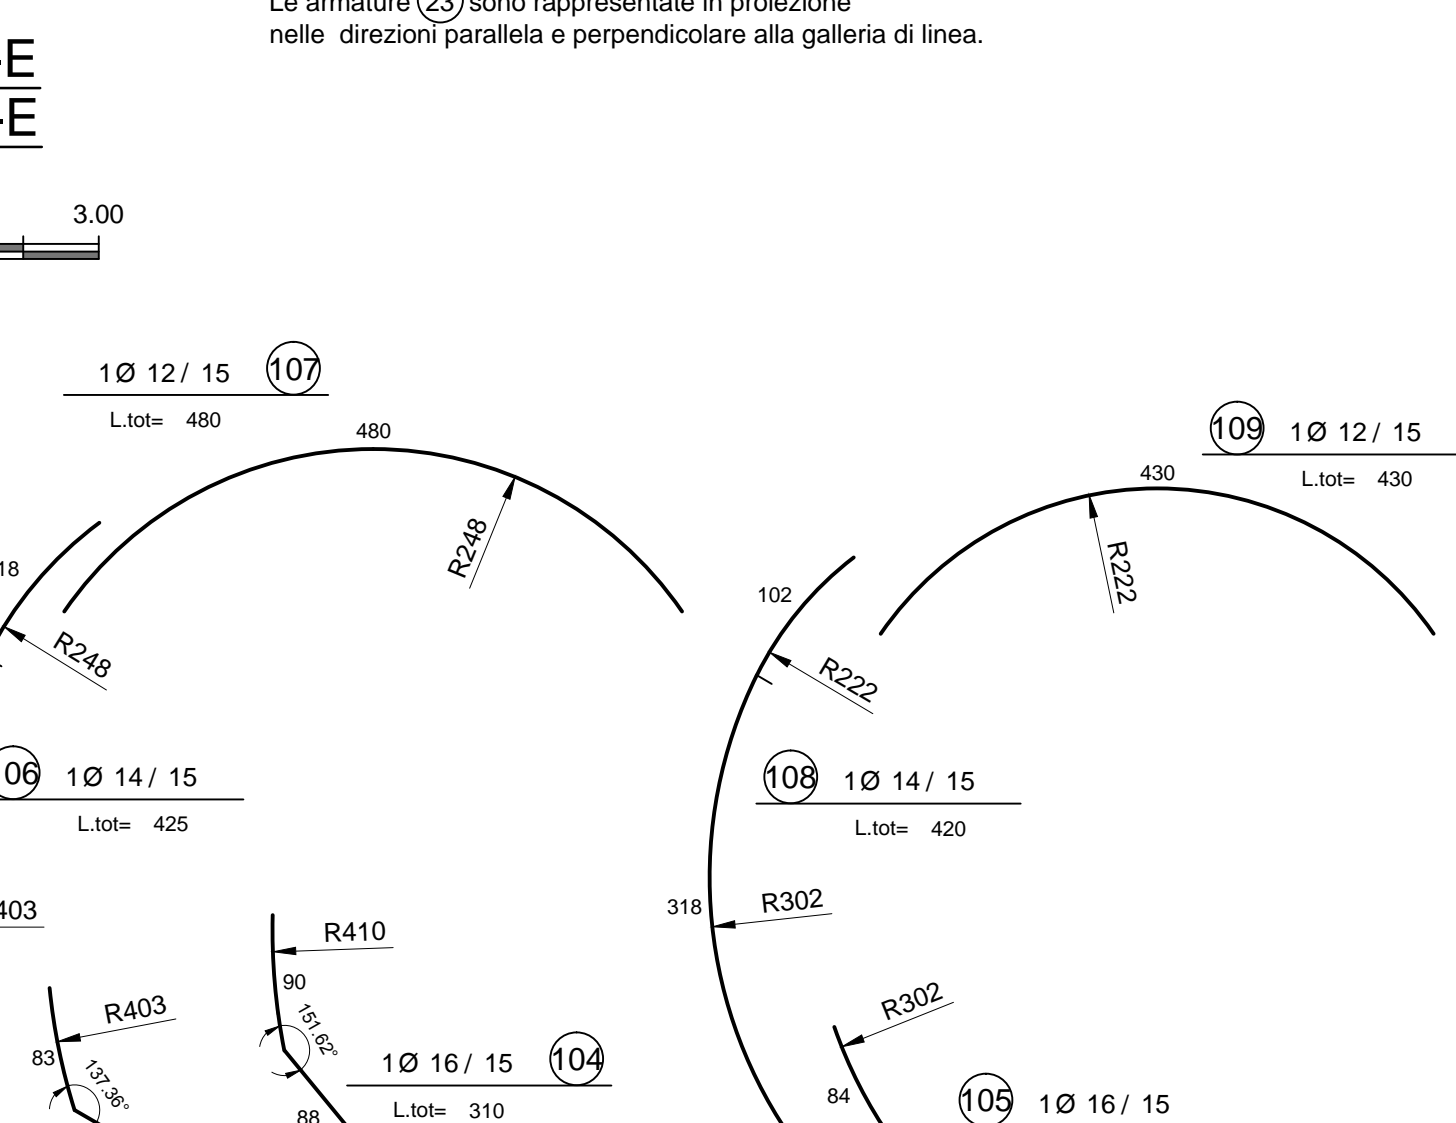 Le armature 23 sono rappresentate in proiezione
nelle direzioni parallela e perpendicolare alla galleria di linea.
-E
-E
3.00
1Ø 12/ 15 107
L.tot= 480
480
R248
109 1Ø 12/ 15
L.tot= 430
430
R222
18
R248
102
R222
06 1Ø 14/ 15
L.tot= 425
108 1Ø 14/ 15
L.tot= 420
403
R410
90
151.62°
318
R302
R403
83
137.36°
1Ø 16/ 15 104
L.tot= 310
88
R302
84
105 1Ø 16/ 15